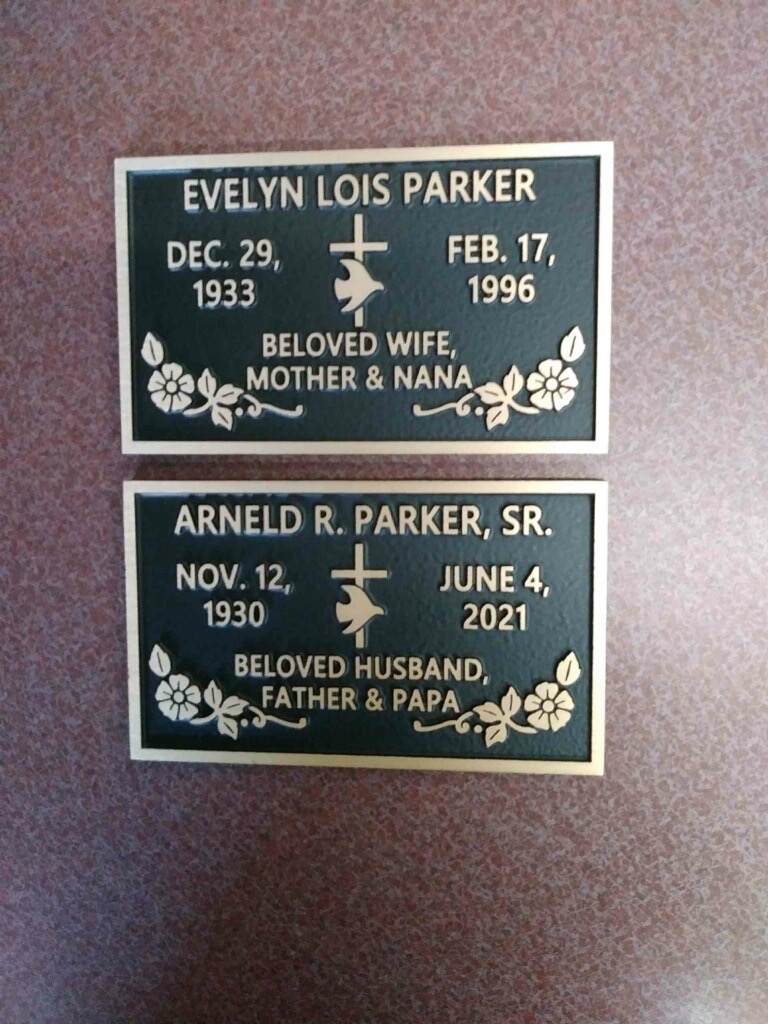 EVELYN LOIS PARKER
DEC. 29, FEB. 17,
1933 1996
BELOVED WIFE,
MOTHER & NANA
ARNELD R. PARKER, SR.
NOV. 12, JUNE 4,
1930 2021
BELOVED HUSBAND,
FATHER & PAPA